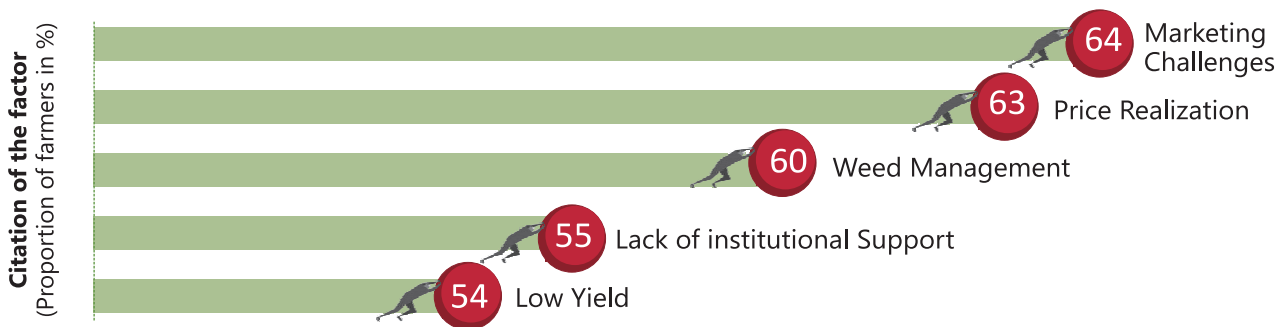 Citation of the factor
(Proportion of farmers in %)
64 Marketing
Challenges
63 Price Realization
60 Weed Management
55 Lack of institutional Support
54 Low Yield